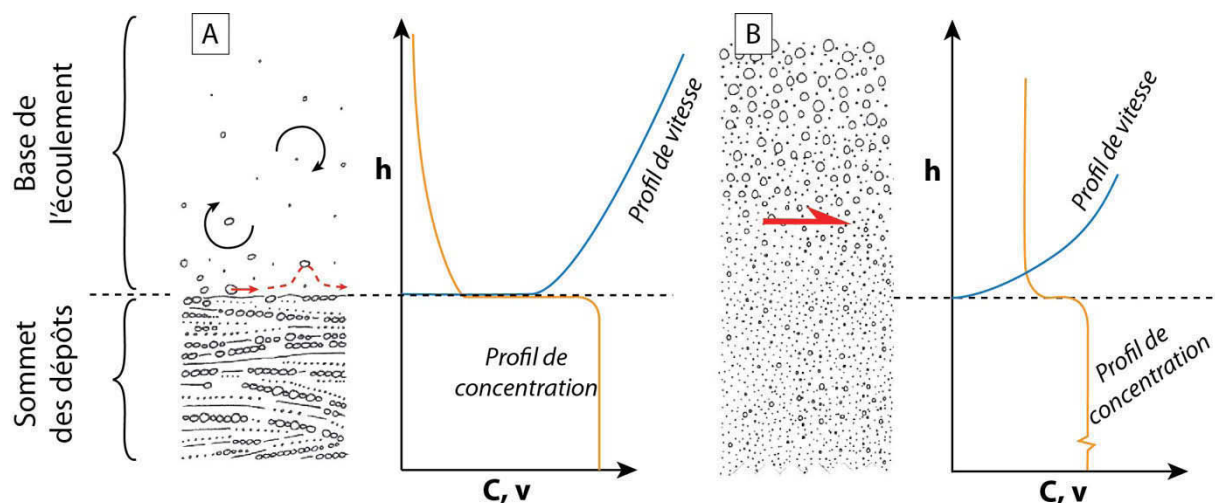 Base de
l'écoulement
Sommet
des dépôts
A
h
Profil de vitesse
Profil de
concentration
C, v
B
h
Profil de vitesse
Profil de
concentration
C, v